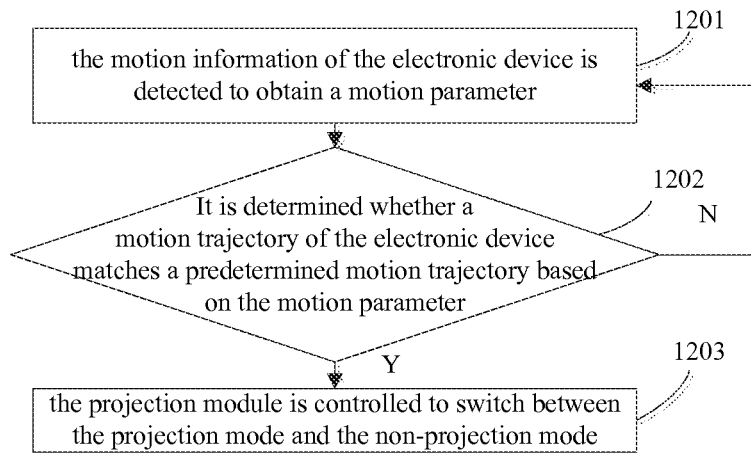 1201
the motion information of the electronic device is
detected to obtain a motion parameter
1202
It is determined whether a
motion trajectory of the electronic device
matches a predetermined motion trajectory based
on the motion parameter
N
Y
1203
the projection module is controlled to switch between
the projection mode and the non-projection mode